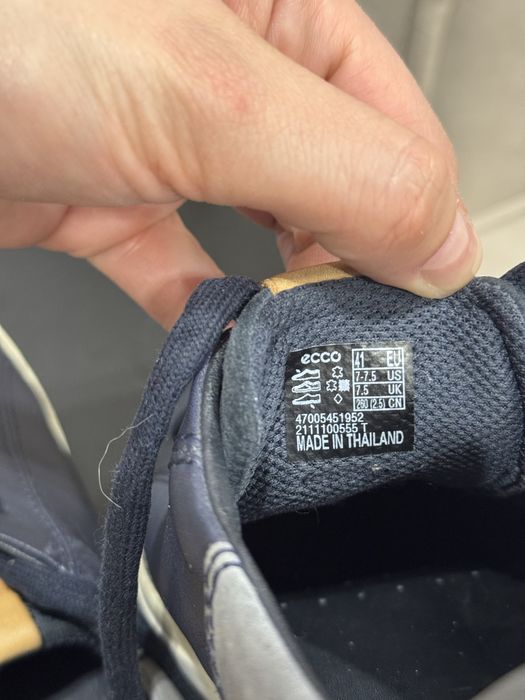 ecco
41 EU
7-7.5 US
7.5 UK
260 (2.5) CN
47005451952
2111100555 T
MADE IN THAILAND